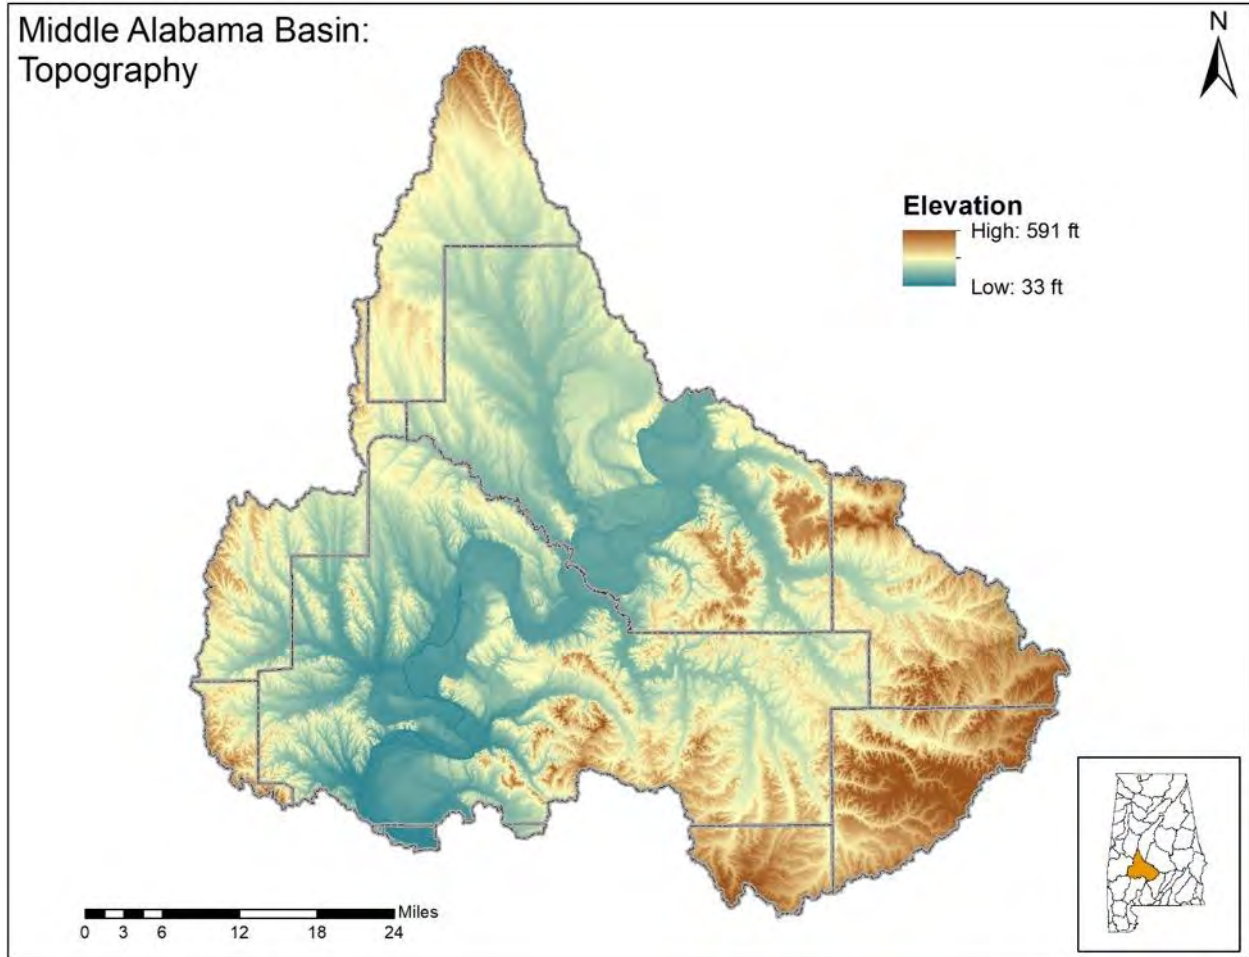 Middle Alabama Basin:
Topography
N
Elevation
High: 591 ft
Low: 33 ft
Miles
0 3 6 12 18 24